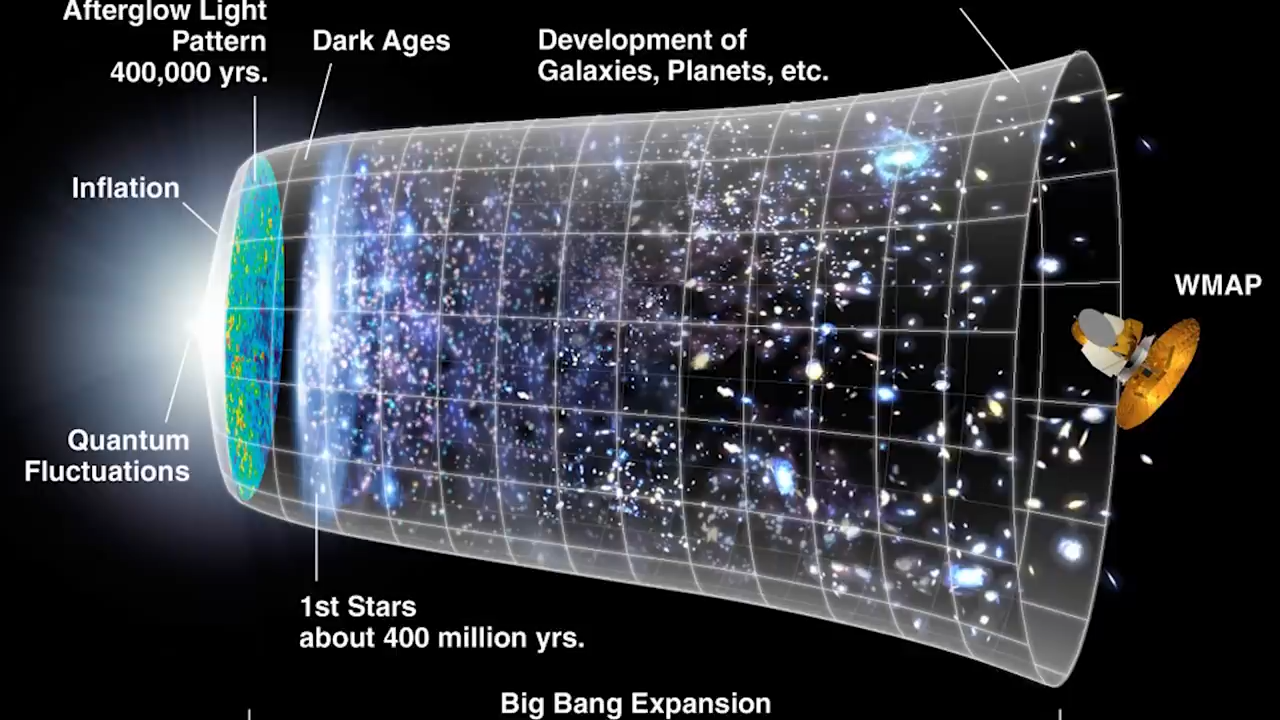 Afterglow Light
Pattern
400,000 yrs.
Dark Ages
Development of
Galaxies, Planets, etc.
Inflation
WMAP
Quantum
Fluctuations
1st Stars
about 400 million yrs.
Big Bang Expansion